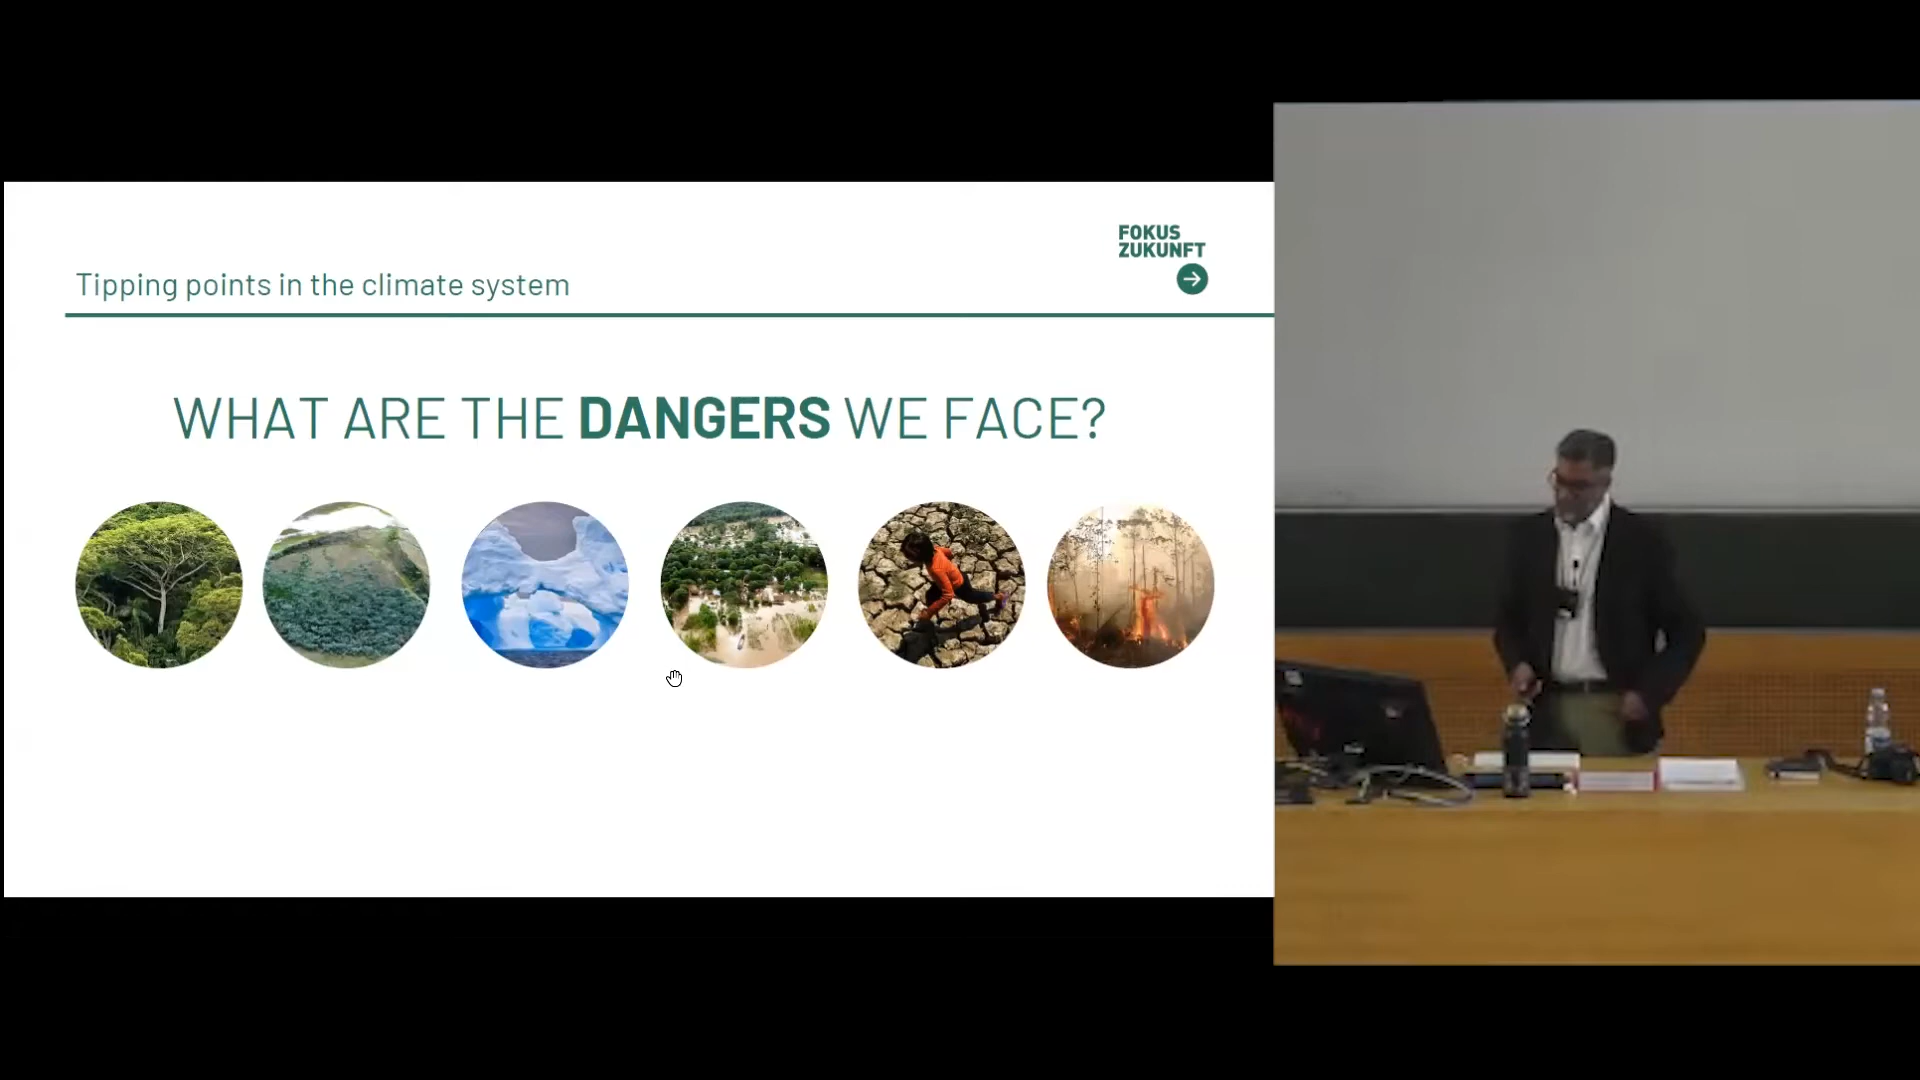 FOKUS
ZUKUNFT
Tipping points in the climate system
WHAT ARE THE DANGERS WE FACE?